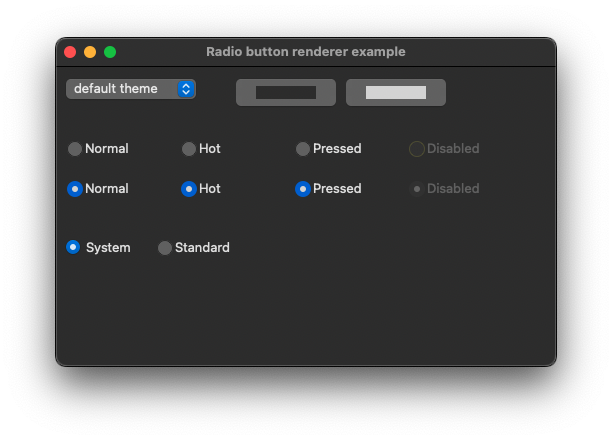 Radio button renderer example
default theme
Normal Hot Pressed Disabled
Normal Hot Pressed Disabled
System Standard